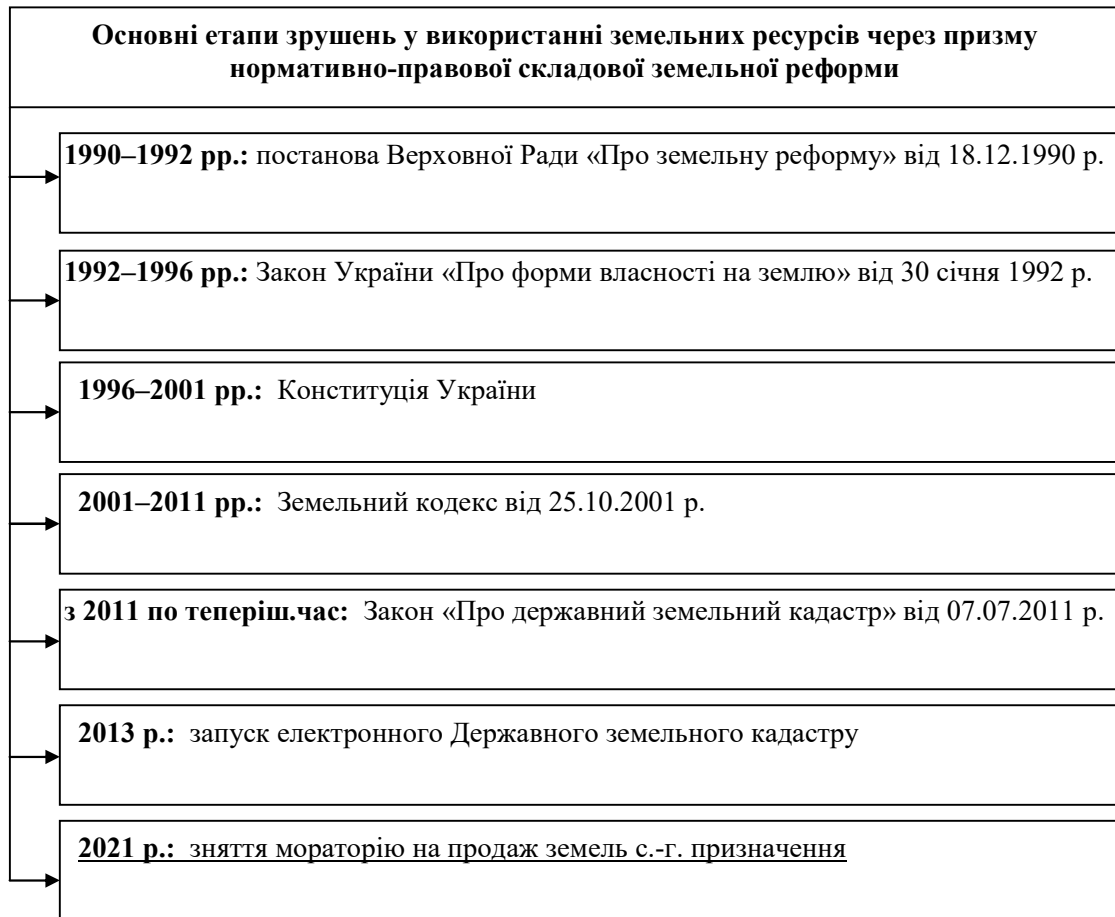 Основні етапи зрушень у використанні земельних ресурсів через призму
нормативно-правової складової земельної реформи
1990–1992 рр.: постанова Верховної Ради «Про земельну реформу» від 18.12.1990 р.
1992–1996 рр.: Закон України «Про форми власності на землю» від 30 січня 1992 р.
1996–2001 рр.: Конституція України
2001–2011 рр.: Земельний кодекс від 25.10.2001 р.
з 2011 по теперіш.час: Закон «Про державний земельний кадастр» від 07.07.2011 р.
2013 р.: запуск електронного Державного земельного кадастру
2021 р.: зняття мораторію на продаж земель с.-г. призначення